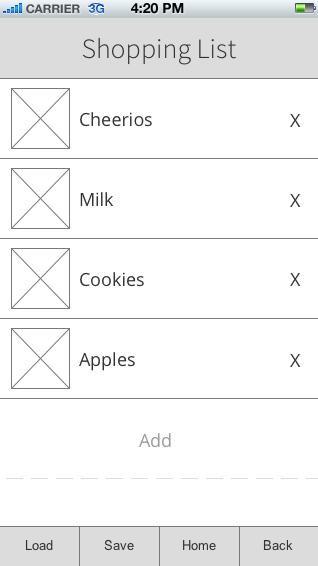 CARRIER 3G 4:20 PM
Shopping List
Cheerios X
Milk X
Cookies X
Apples X
Add
Load Save Home Back